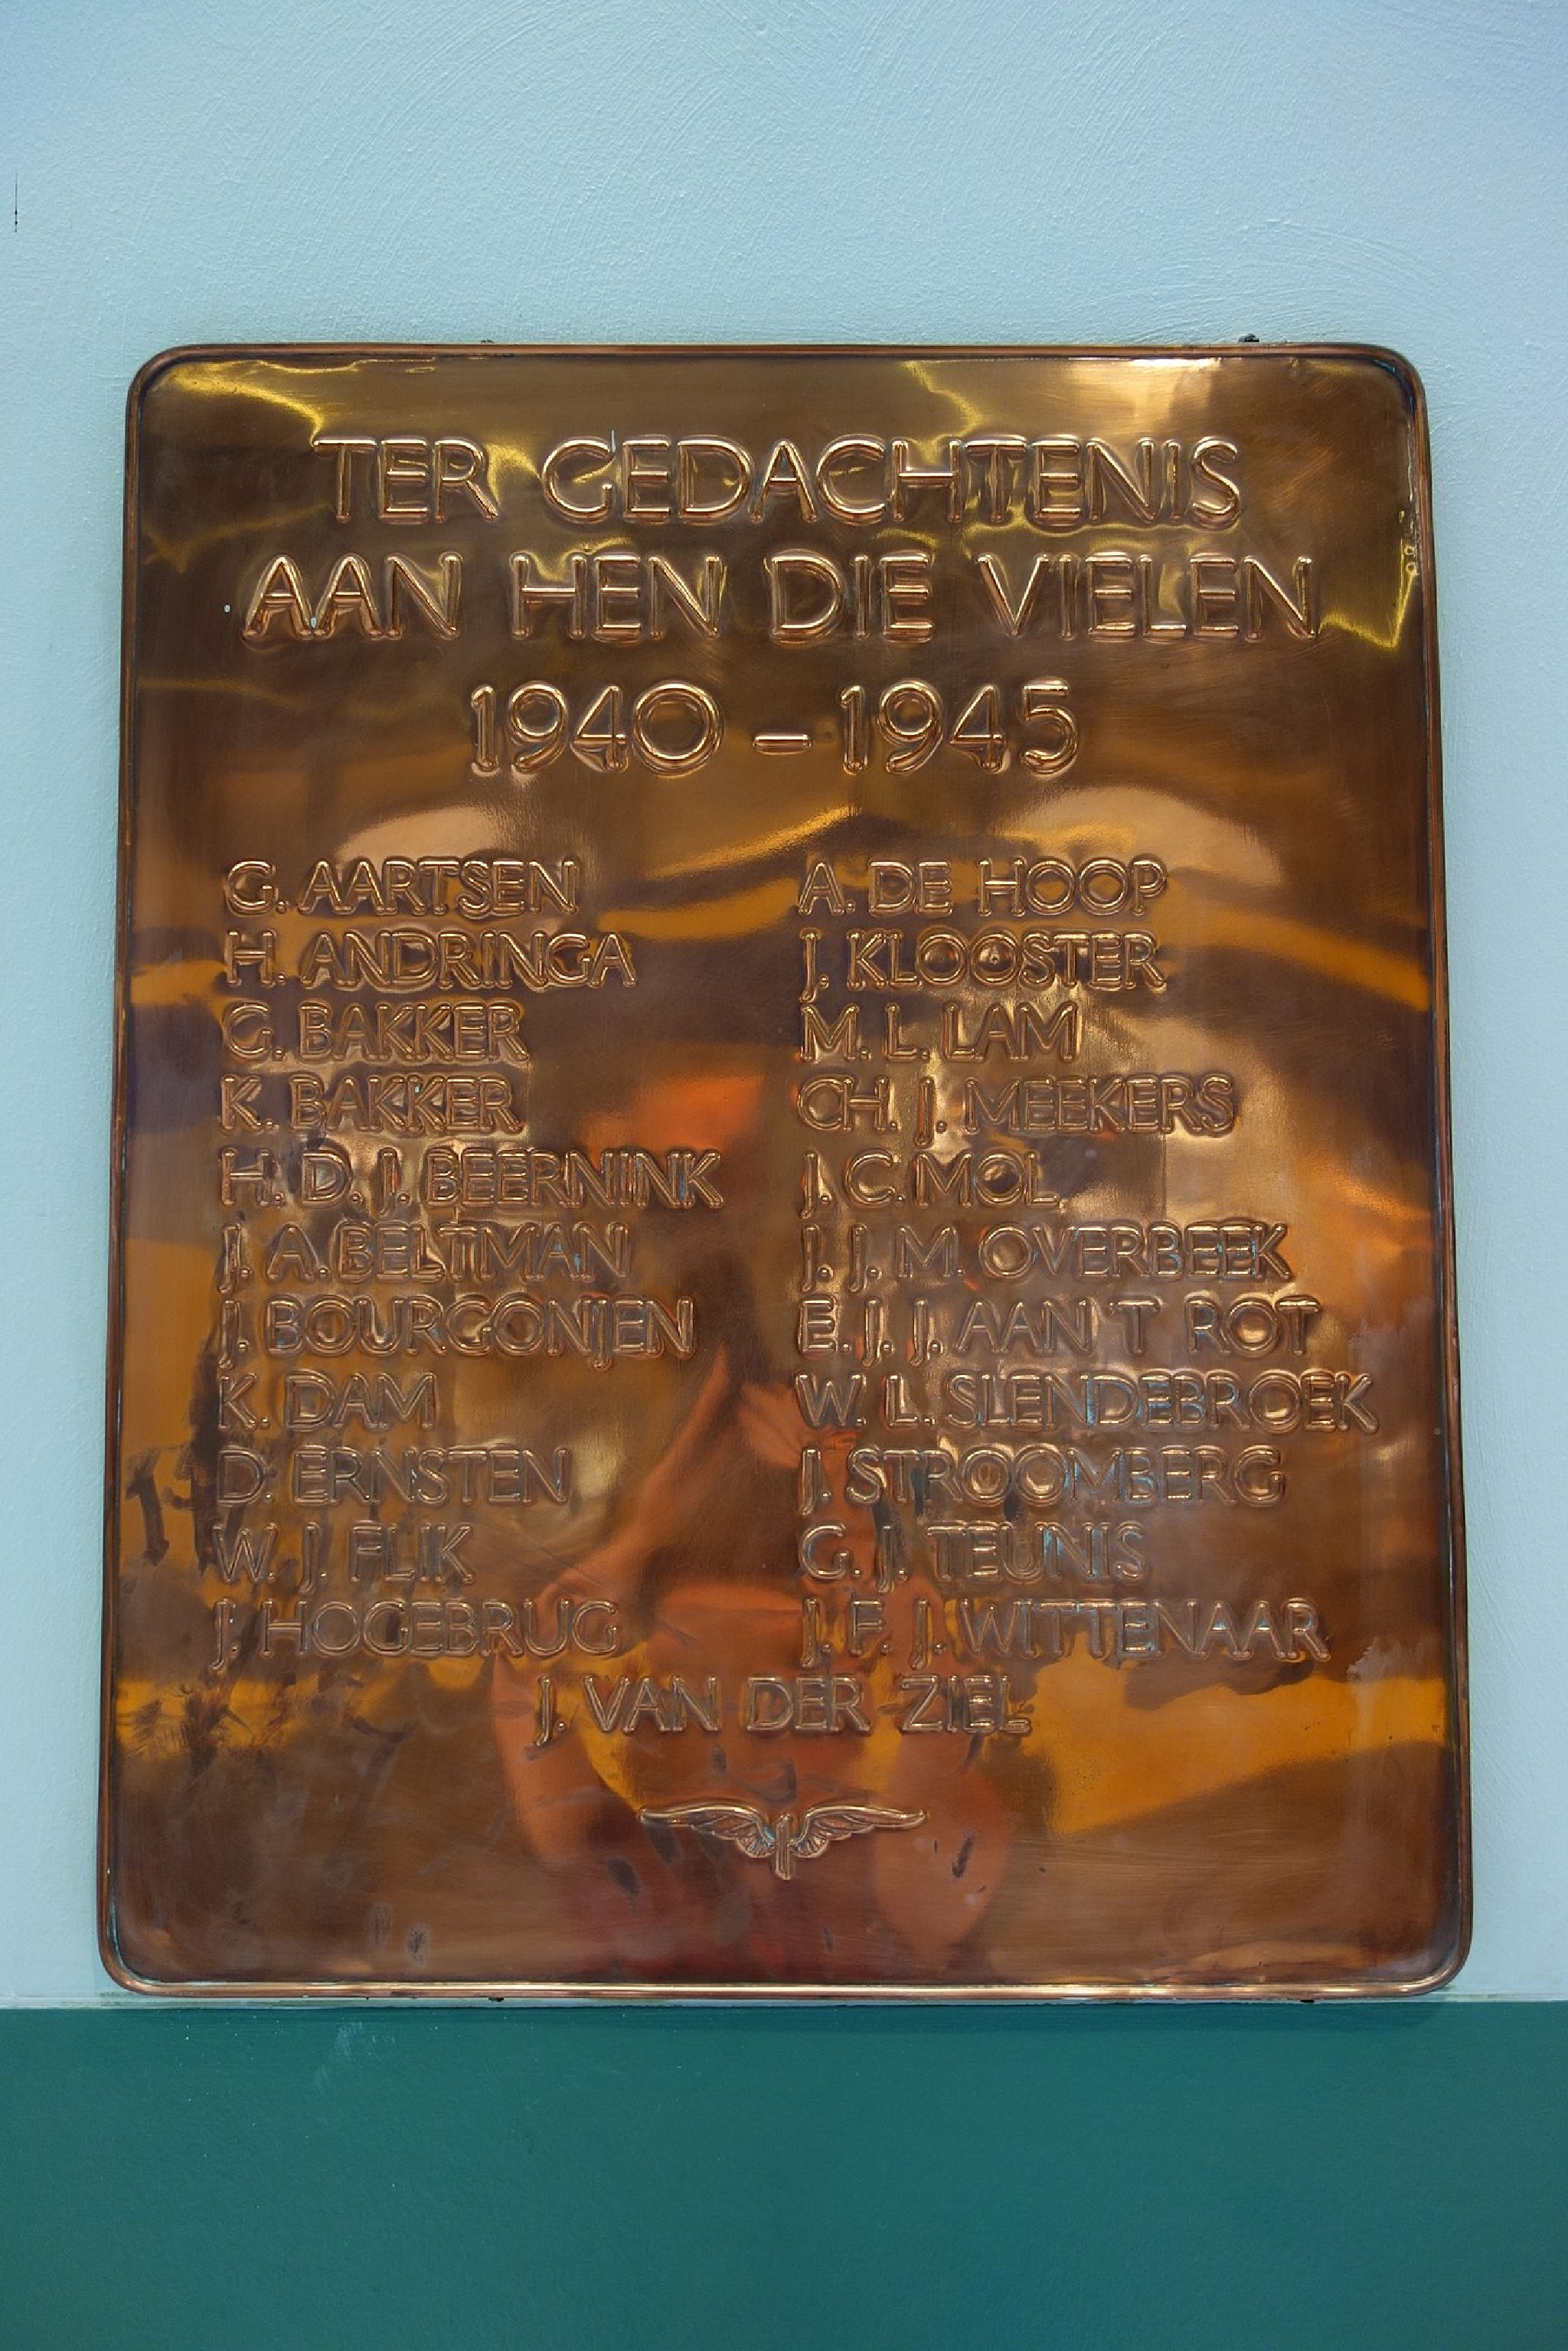 TER GEDACHTENIS
AAN HEN DIE VIELEN
1940 – 1945
G. AARTSEN
H. ANDRINGA
G. BAKKER
K. BAKKER
H. D. J. BEERNINK
J. A. BELTMAN
J. BOURGONJEN
K. DAM
D. ERNSTEN
W. J. FLIK
J. HOGEBRUG
A. DE HOOP
J. KLOOSTER
M. L. LAM
CH. J. MEEKERS
J. C. MOL
J. J. M. OVERBEEK
E. J. J. AAN 'T ROT
W. L. SLENDEBROEK
J. STROOMBERG
G. J. TEUNIS
J. F. J. WITTENAAR
J. VAN DER ZIEL